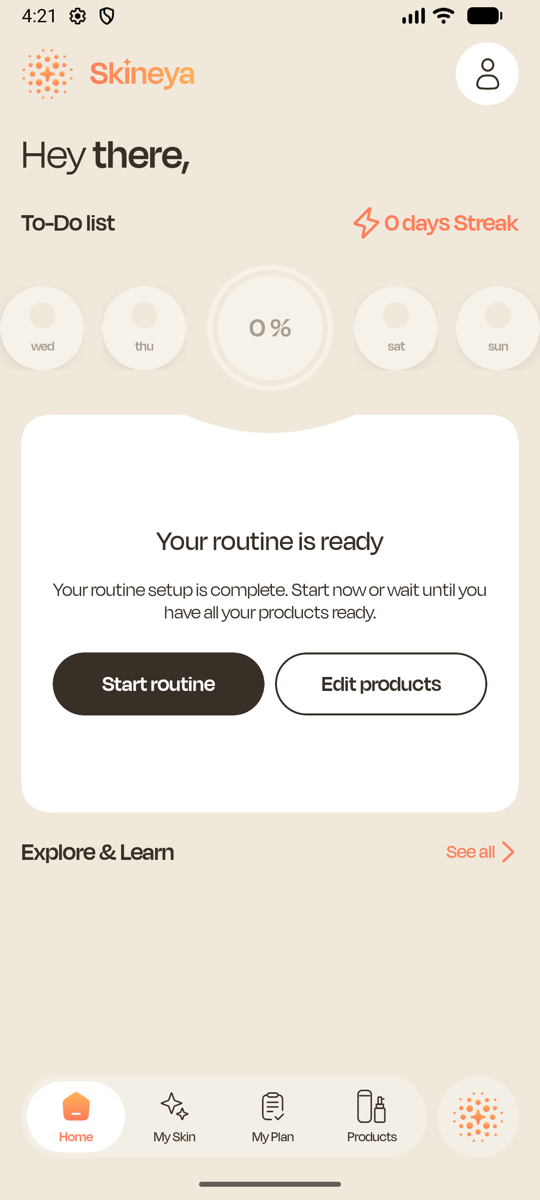 4:21
Skineya
Hey there,
To-Do list
0 days Streak
wed
thu
0 %
sat
sun
Your routine is ready
Your routine setup is complete. Start now or wait until you
have all your products ready.
Start routine
Edit products
Explore & Learn
See all
Home
My Skin
My Plan
Products